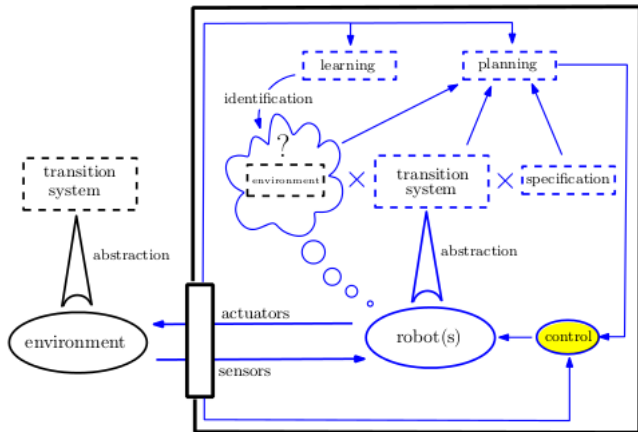 learning
planning
identification
?
transition
system
environment
×
transition
system
×
specification
abstraction
abstraction
actuators
environment
robot(s)
control
sensors